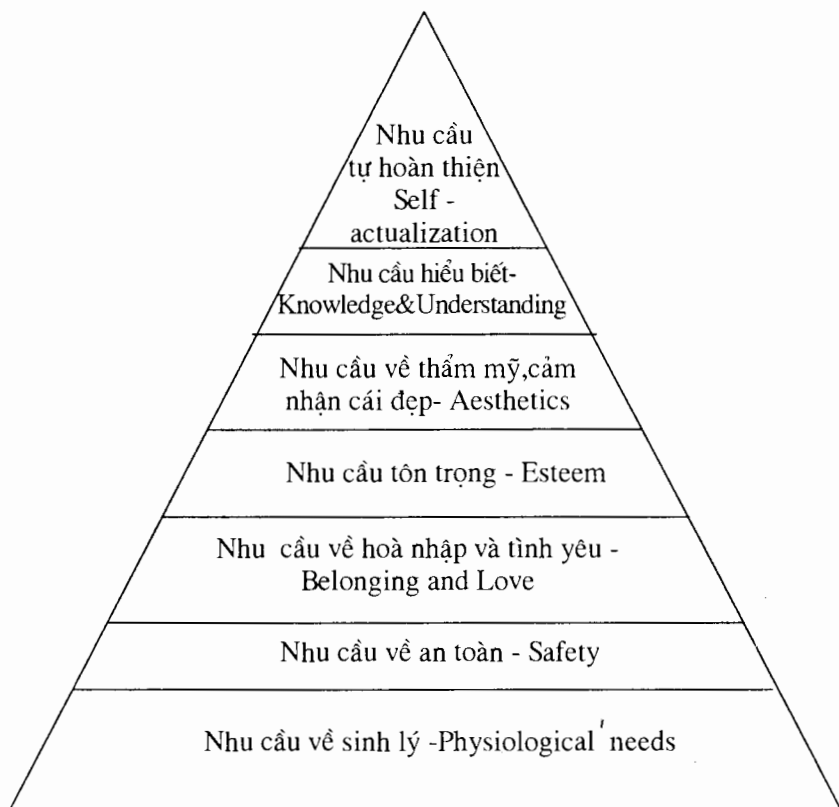 Nhu cầu
tự hoàn thiện
Self -
actualization
Nhu cầu hiểu biết-
Knowledge&Understanding
Nhu cầu về thẩm mỹ,cảm
nhận cái đẹp- Aesthetics
Nhu cầu tôn trọng - Esteem
Nhu cầu về hoà nhập và tình yêu -
Belonging and Love
Nhu cầu về an toàn - Safety
Nhu cầu về sinh lý -Physiological needs